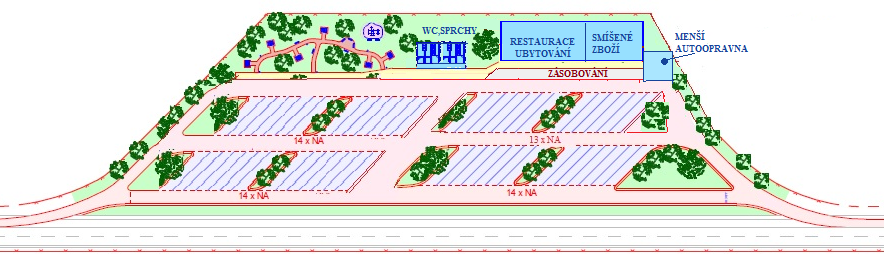 WC,SPRCHY
RESTAURACE
UBYTOVÁNÍ
SMÍŠENÉ
ZBOŽÍ
MENŠÍ
AUTOOPRAVNA
ZÁSOBOVÁNÍ
14 x NA
13 x NA
14 x NA
14 x NA